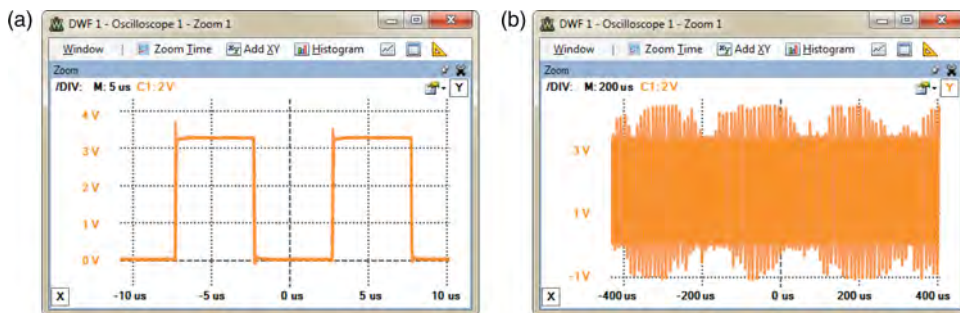 (a)
DWF 1 - Oscilloscope 1 - Zoom 1
Window | Zoom Time Add XY Histogram
Zoom
/DIV: M: 5 us C1: 2 V Y
4 V
3 V
2 V
1 V
0 V
X -10 us -5 us 0 us 5 us 10 us
(b)
DWF 1 - Oscilloscope 1 - Zoom 1
Window | Zoom Time Add XY Histogram
Zoom
/DIV: M: 200 us C1: 2 V Y
3 V
1 V
-1 V
X -400 us -200 us 0 us 200 us 400 us